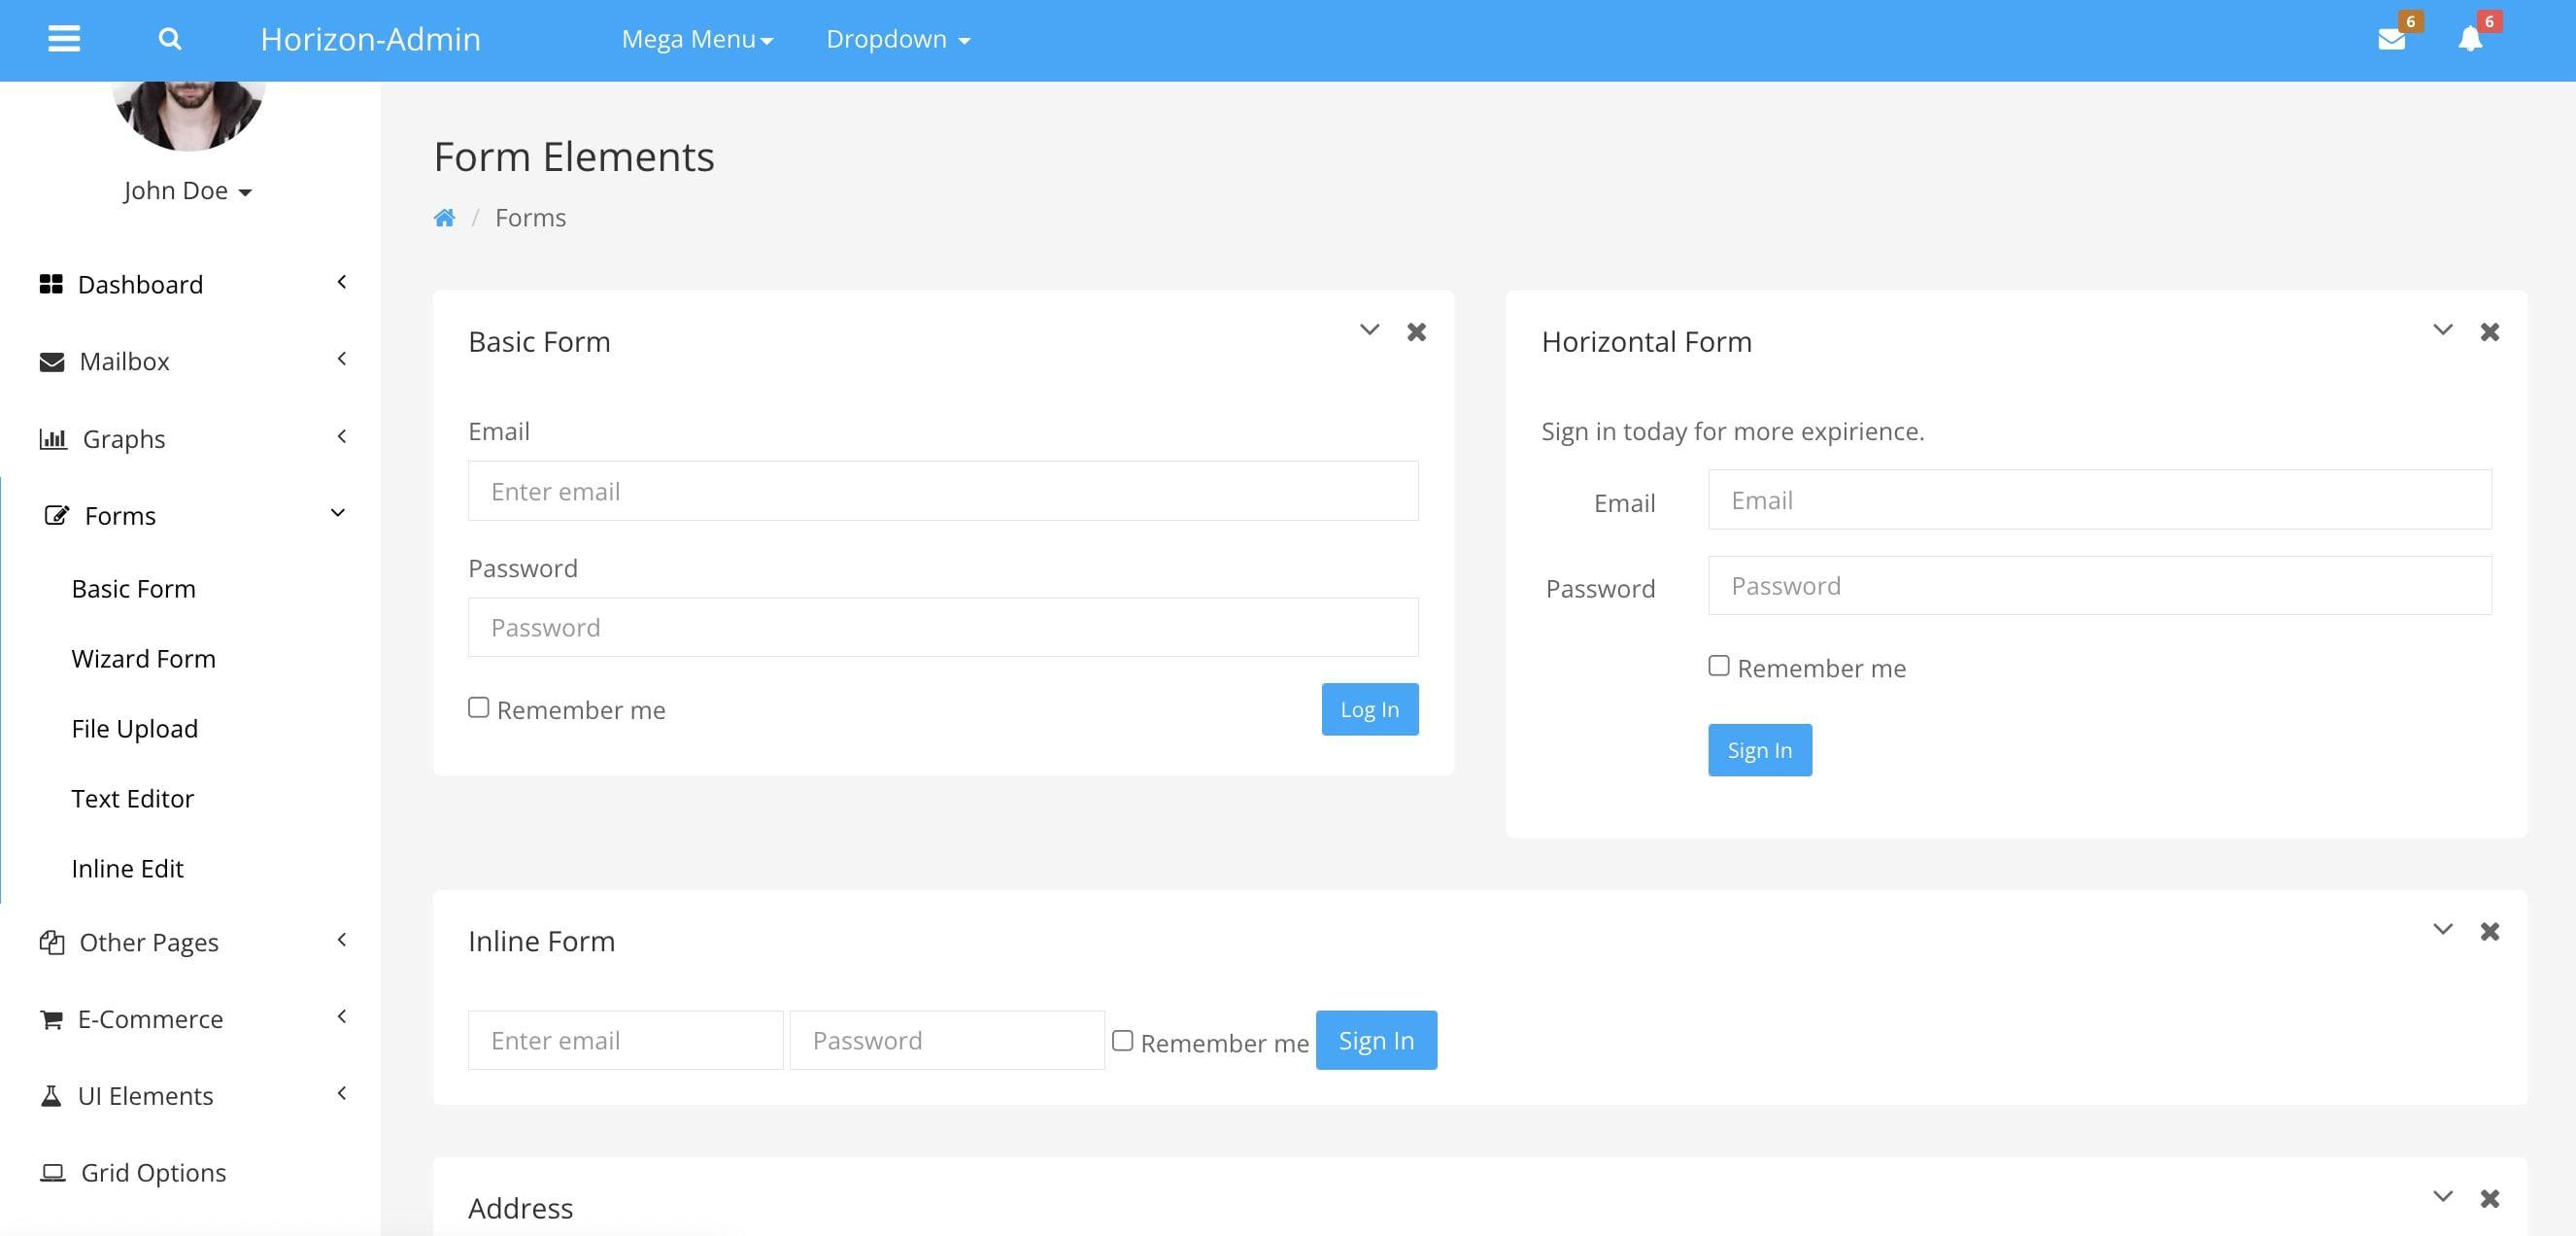 Horizon-Admin
Mega Menu
Dropdown
6
6
John Doe
Dashboard
Mailbox
Graphs
Forms
Basic Form
Wizard Form
File Upload
Text Editor
Inline Edit
Other Pages
E-Commerce
UI Elements
Grid Options
Form Elements
/ Forms
Basic Form
Email
Enter email
Password
Password
Remember me
Log In
Horizontal Form
Sign in today for more expirience.
Email
Email
Password
Password
Remember me
Sign In
Inline Form
Enter email
Password
Remember me
Sign In
Address